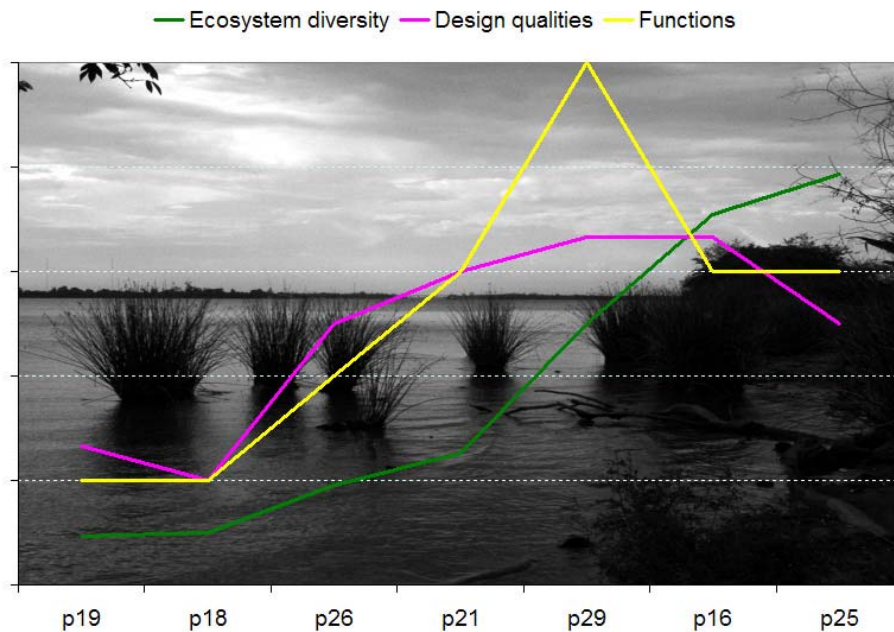 Ecosystem diversity Design qualities Functions
p19 p18 p26 p21 p29 p16 p25